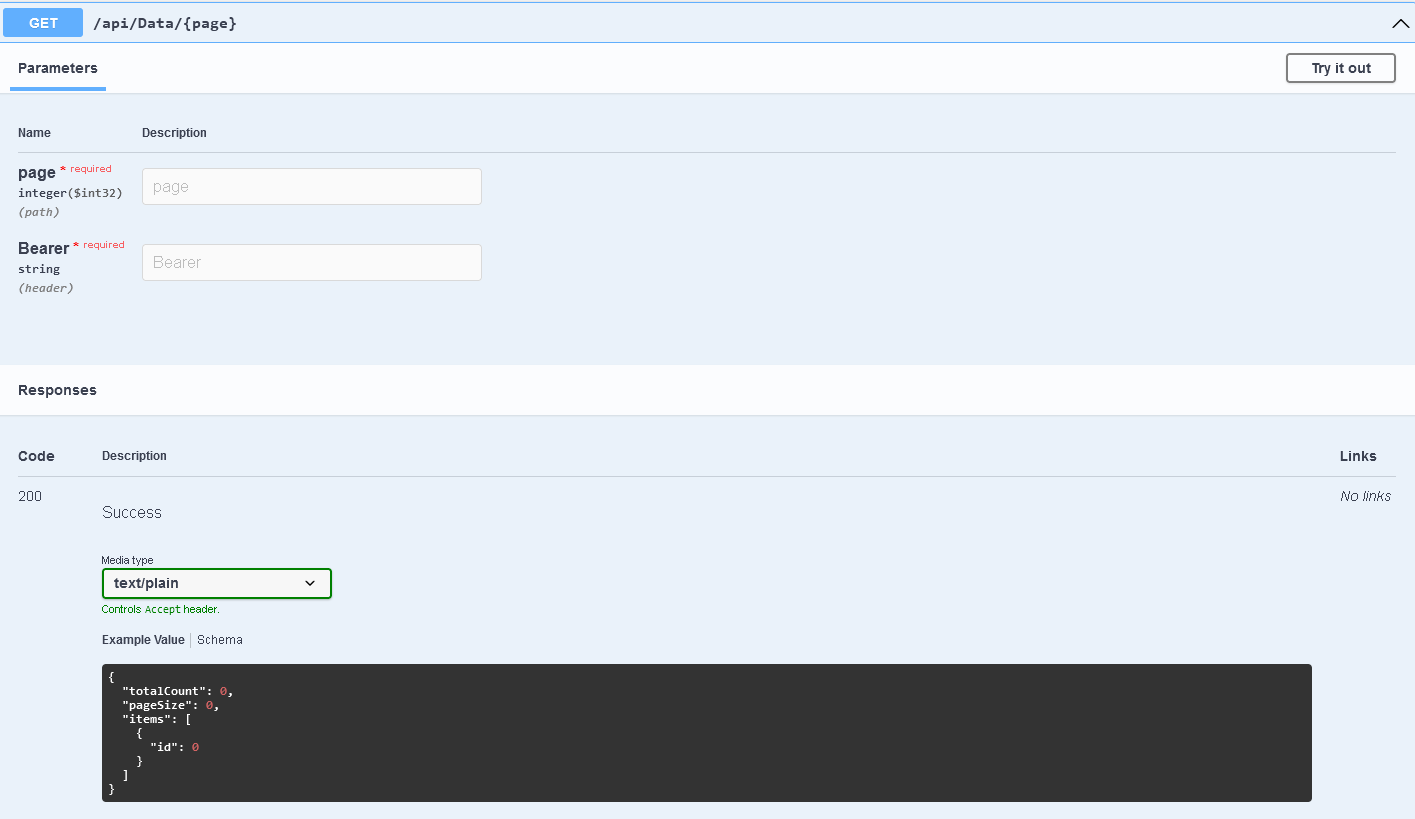 GET /api/Data/{page}
Parameters
Try it out
Name Description
page * required
integer($int32)
(path)
page
Bearer * required
string
(header)
Bearer
Responses
Code Description Links
200
Success
No links
Media type
text/plain
Controls Accept header.
Example Value Schema
{
  "totalCount": 0,
  "pageSize": 0,
  "items": [
    {
      "id": 0
    }
  ]
}